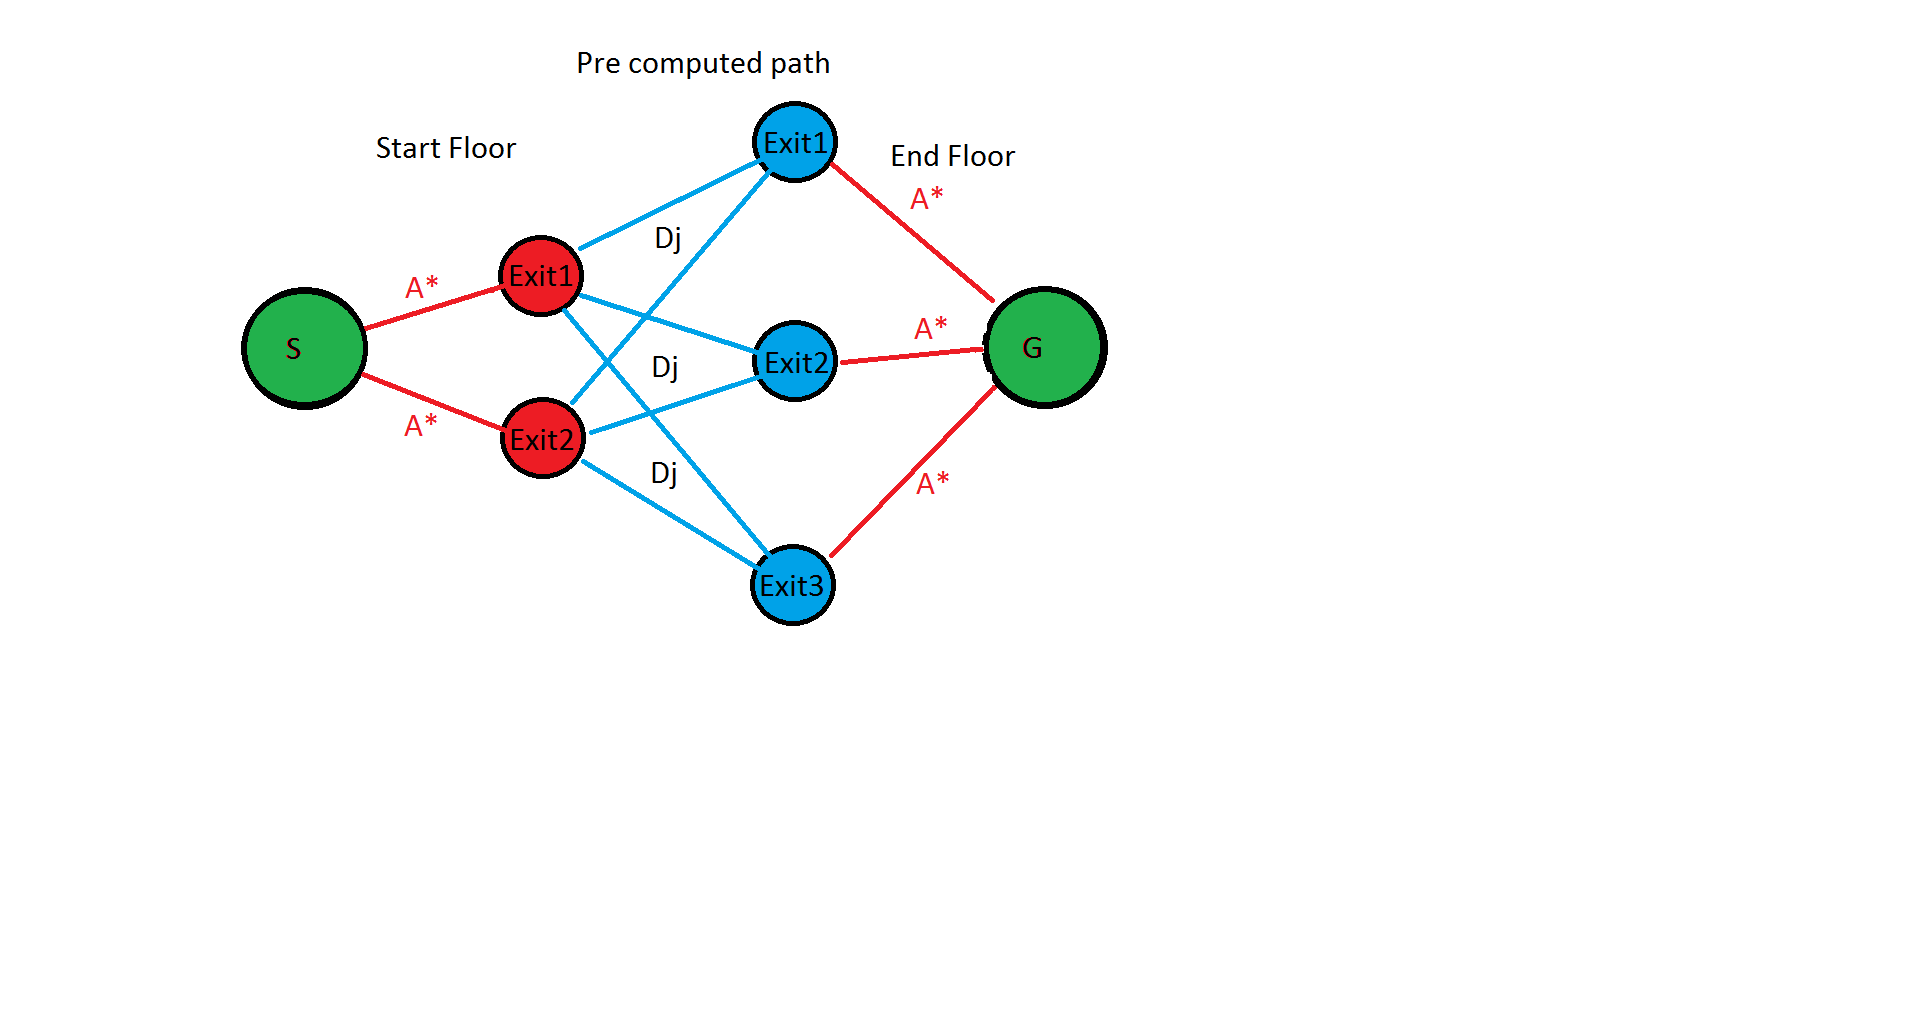 Pre computed path
Start Floor
End Floor
Exit1
A*
Dj
Exit1
A*
S
A*
Dj
Exit2
A*
G
A*
Exit2
Dj
A*
Exit3